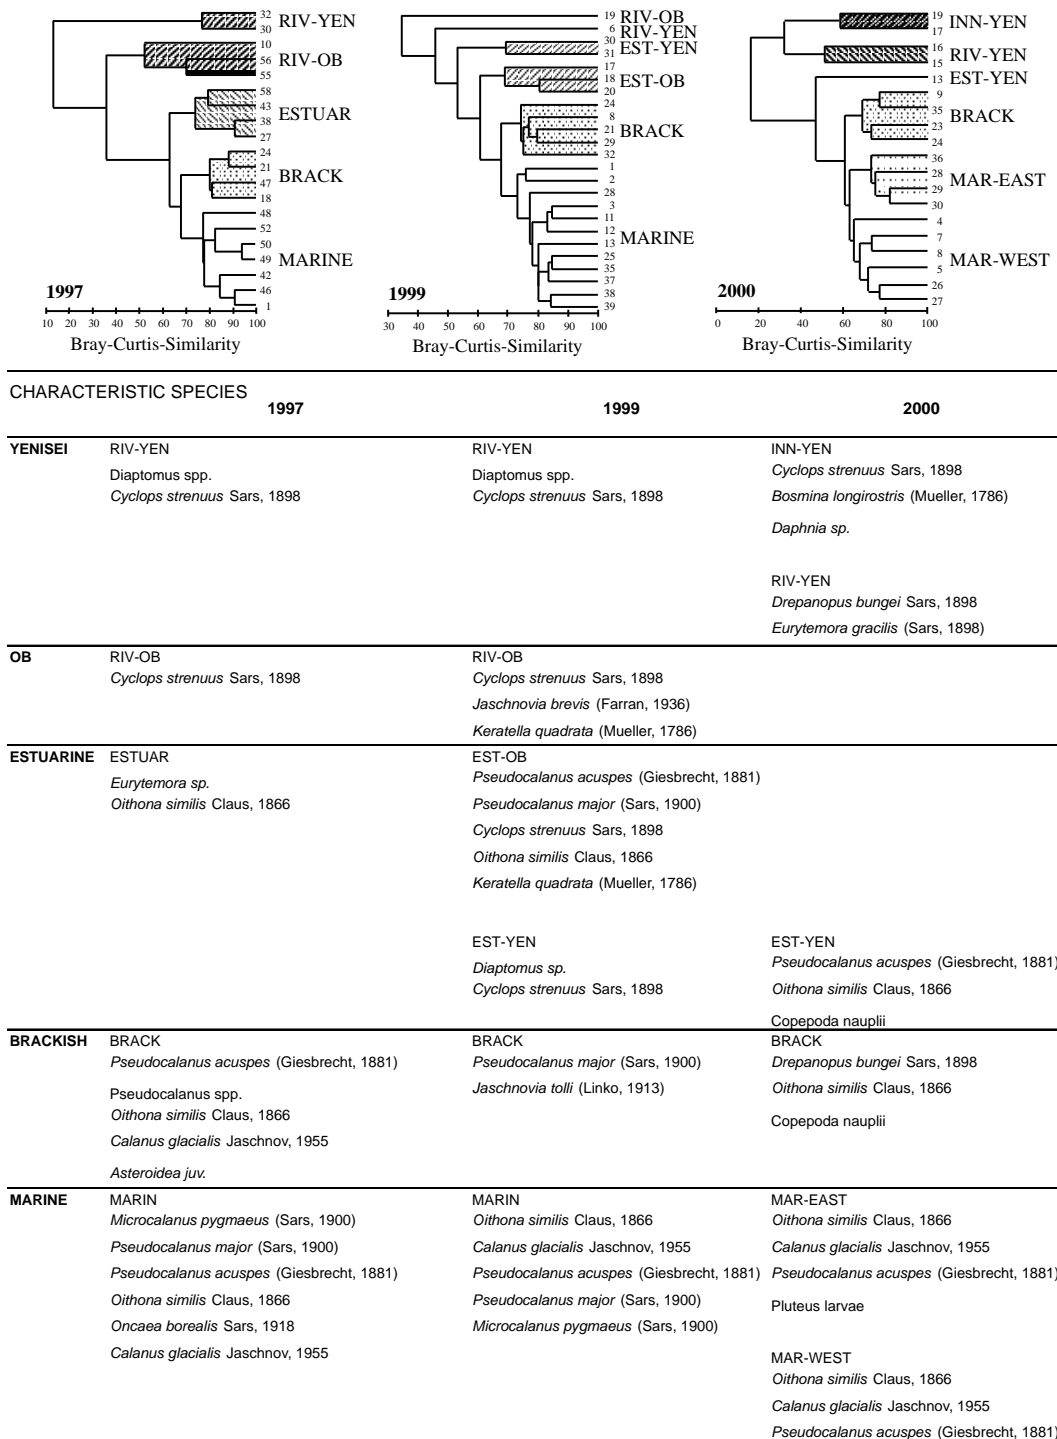 32
30
RIV-YEN
10
56
55
RIV-OB
58
43
38
27
ESTUAR
24
21
47
18
BRACK
48
52
50
49
42
46
1
MARINE
1997
10 20 30 40 50 60 70 80 90 100
Bray-Curtis-Similarity
19 RIV-OB
6 RIV-YEN
30
31
EST-YEN
17
18
20
EST-OB
24
8
21
29
32
BRACK
1
2
28
3
11
12
13
25
35
37
38
39
MARINE
1999
30 40 50 60 70 80 90 100
Bray-Curtis-Similarity
19
17
INN-YEN
16
15
RIV-YEN
13 EST-YEN
9
35
23
24
BRACK
36
28
29
30
MAR-EAST
4
7
8
5
26
27
MAR-WEST
2000
0 20 40 60 80 100
Bray-Curtis-Similarity
CHARACTERISTIC SPECIES
1997 1999 2000
YENISEI RIV-YEN RIV-YEN INN-YEN
Diaptomus spp. Diaptomus spp. Cyclops strenuus Sars, 1898
Cyclops strenuus Sars, 1898 Cyclops strenuus Sars, 1898 Bosmina longirostris (Mueller, 1786)
Daphnia sp.
RIV-YEN
Drepanopus bungei Sars, 1898
Eurytemora gracilis (Sars, 1898)
OB RIV-OB RIV-OB
Cyclops strenuus Sars, 1898 Cyclops strenuus Sars, 1898
Jaschnovia brevis (Farran, 1936)
Keratella quadrata (Mueller, 1786)
ESTUARINE ESTUAR EST-OB
Eurytemora sp. Pseudocalanus acuspes (Giesbrecht, 1881)
Oithona similis Claus, 1866 Pseudocalanus major (Sars, 1900)
Cyclops strenuus Sars, 1898
Oithona similis Claus, 1866
Keratella quadrata (Mueller, 1786)
EST-YEN EST-YEN
Diaptomus sp. Pseudocalanus acuspes (Giesbrecht, 1881)
Cyclops strenuus Sars, 1898 Oithona similis Claus, 1866
Copepoda nauplii
BRACKISH BRACK BRACK BRACK
Pseudocalanus acuspes (Giesbrecht, 1881) Pseudocalanus major (Sars, 1900) Drepanopus bungei Sars, 1898
Pseudocalanus spp. Jaschnovia tolli (Linko, 1913) Oithona similis Claus, 1866
Oithona similis Claus, 1866 Copepoda nauplii
Calanus glacialis Jaschnov, 1955
Asteroidea juv.
MARINE MARIN MARIN MAR-EAST
Microcalanus pygmaeus (Sars, 1900) Oithona similis Claus, 1866 Oithona similis Claus, 1866
Pseudocalanus major (Sars, 1900) Calanus glacialis Jaschnov, 1955 Calanus glacialis Jaschnov, 1955
Pseudocalanus acuspes (Giesbrecht, 1881) Pseudocalanus acuspes (Giesbrecht, 1881) Pseudocalanus acuspes (Giesbrecht, 1881)
Oithona similis Claus, 1866 Pseudocalanus major (Sars, 1900) Pluteus larvae
Oncaea borealis Sars, 1918 Microcalanus pygmaeus (Sars, 1900)
Calanus glacialis Jaschnov, 1955 MAR-WEST
Oithona similis Claus, 1866
Calanus glacialis Jaschnov, 1955
Pseudocalanus acuspes (Giesbrecht, 1881)